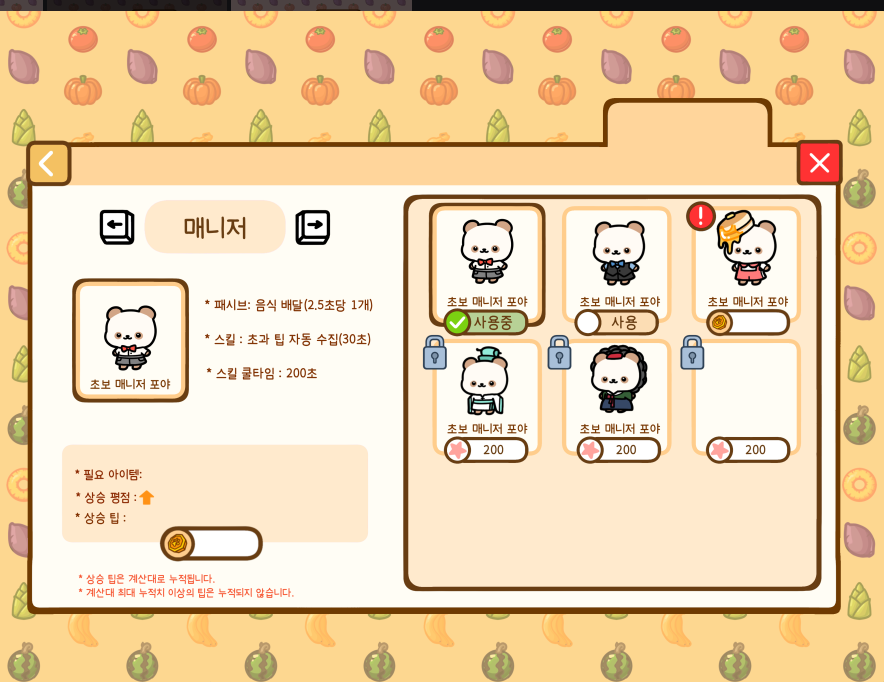 매니저
초보 매니저 포야
* 패시브: 음식 배달(2.5초당 1개)
* 스킬 : 초과 팁 자동 수집(30초)
* 스킬 쿨타임 : 200초
* 필요 아이템:
* 상승 평점 :
* 상승 팁 :
* 상승 팁은 계산대로 누적됩니다.
* 계산대 최대 누적치 이상의 팁은 누적되지 않습니다.
초보 매니저 포야
사용중
초보 매니저 포야
사용
초보 매니저 포야
초보 매니저 포야
200
초보 매니저 포야
200
200